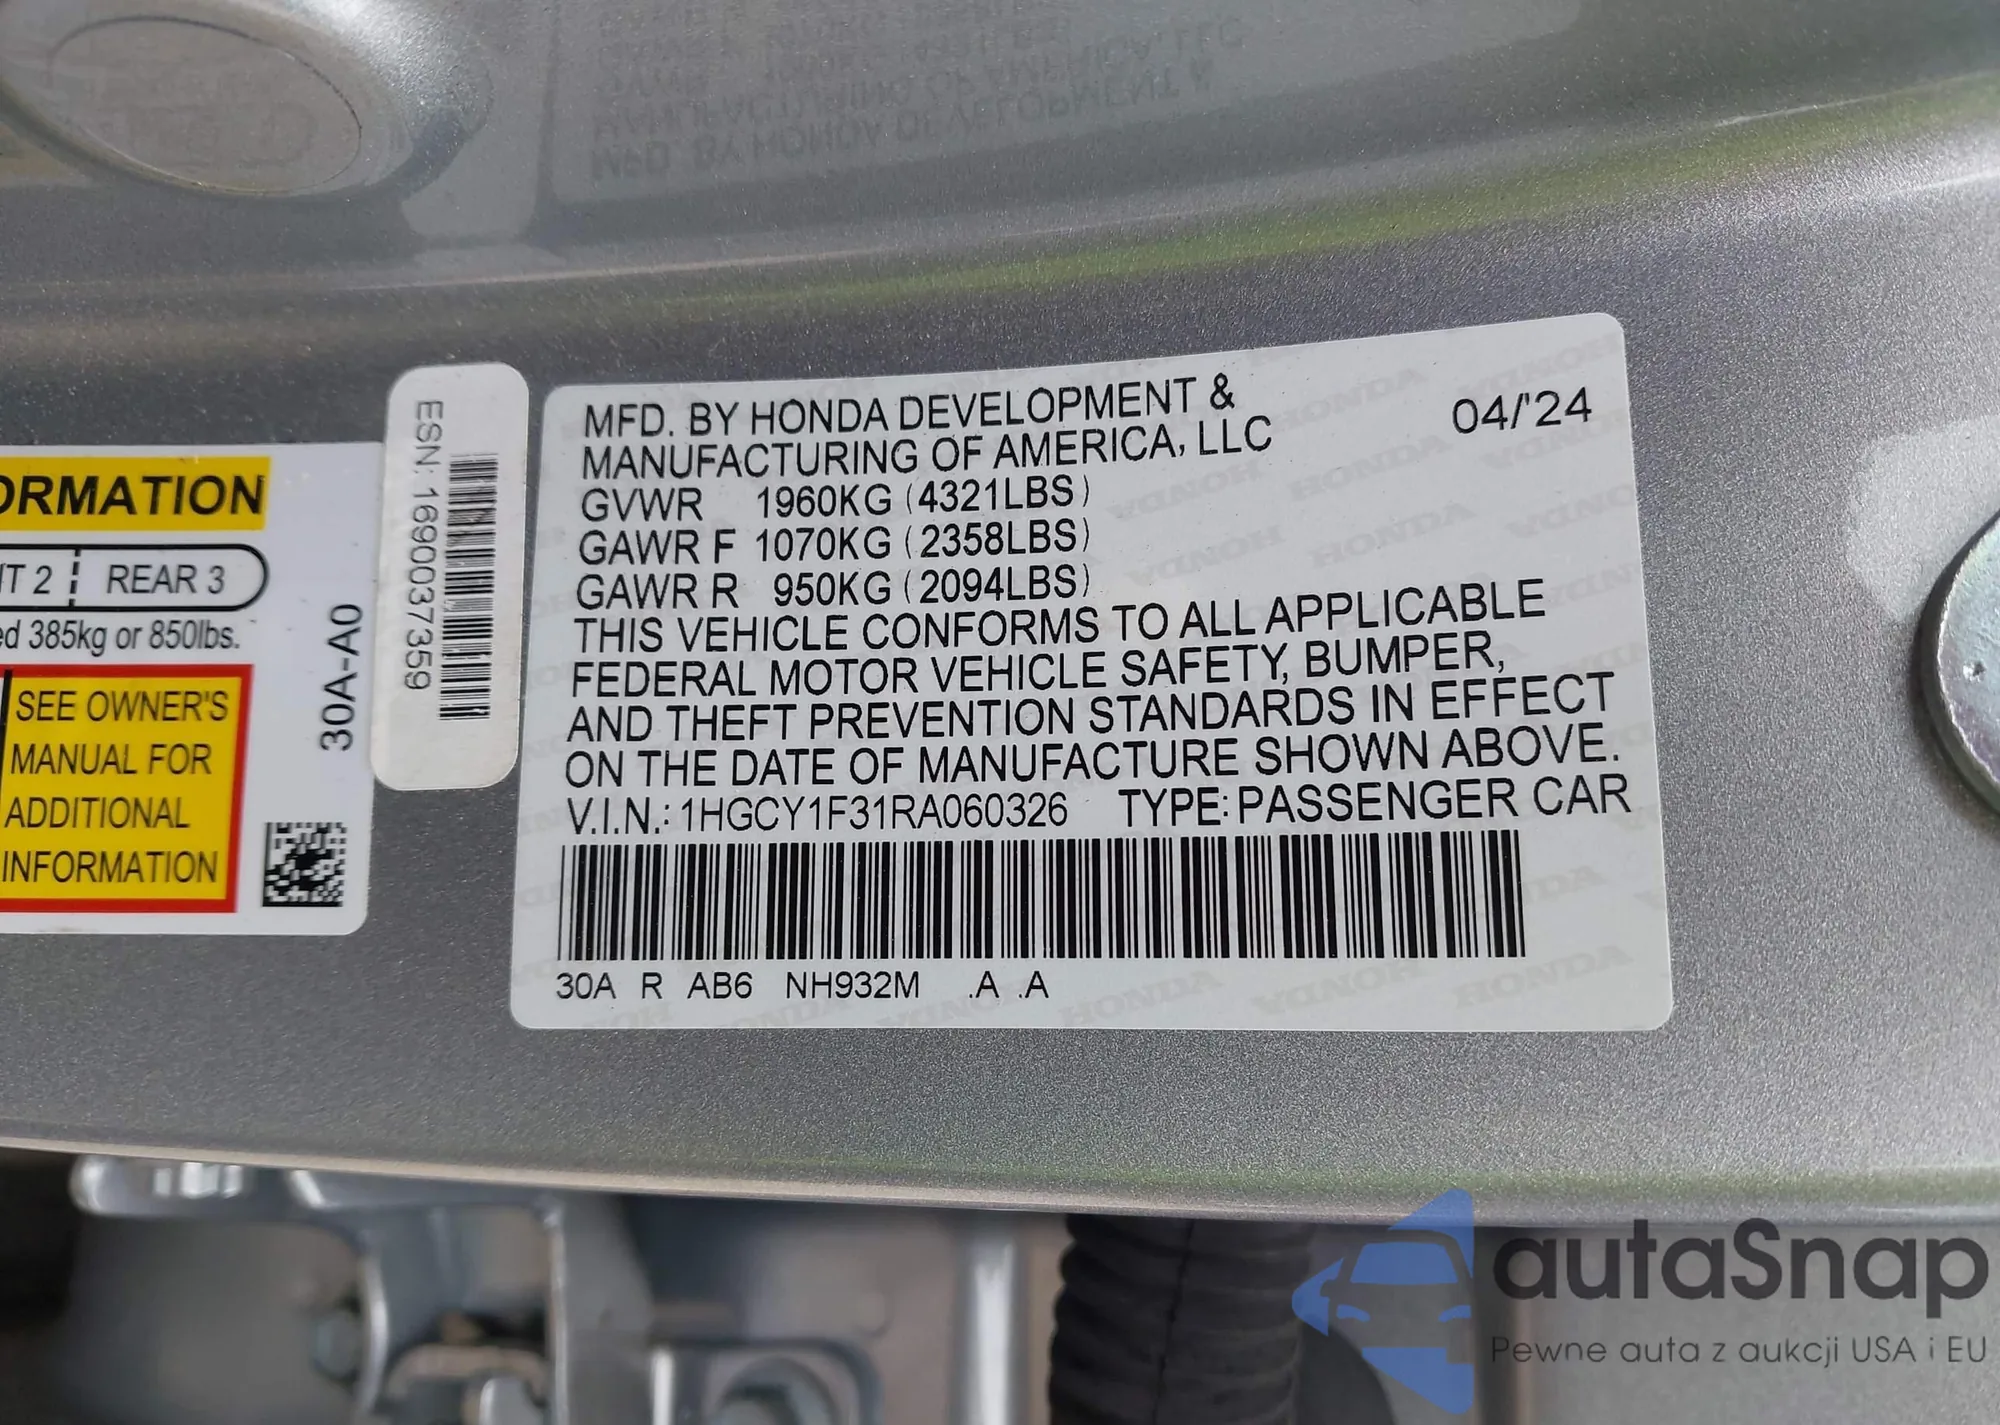 ORMATION
T 2 REAR 3
ed 385kg or 850lbs.
SEE OWNER'S
MANUAL FOR
ADDITIONAL
INFORMATION
30A-A0
ESN: 1690037359
MFD. BY HONDA DEVELOPMENT &
MANUFACTURING OF AMERICA, LLC
04/'24
GVWR 1960KG (4321LBS)
GAWR F 1070KG (2358LBS)
GAWR R 950KG (2094LBS)
THIS VEHICLE CONFORMS TO ALL APPLICABLE
FEDERAL MOTOR VEHICLE SAFETY, BUMPER,
AND THEFT PREVENTION STANDARDS IN EFFECT
ON THE DATE OF MANUFACTURE SHOWN ABOVE.
V.I.N.: 1HGCY1F31RA060326 TYPE: PASSENGER CAR
30A R AB6 NH932M .A .A
autaSnap
Pewne auta z aukcji USA i EU